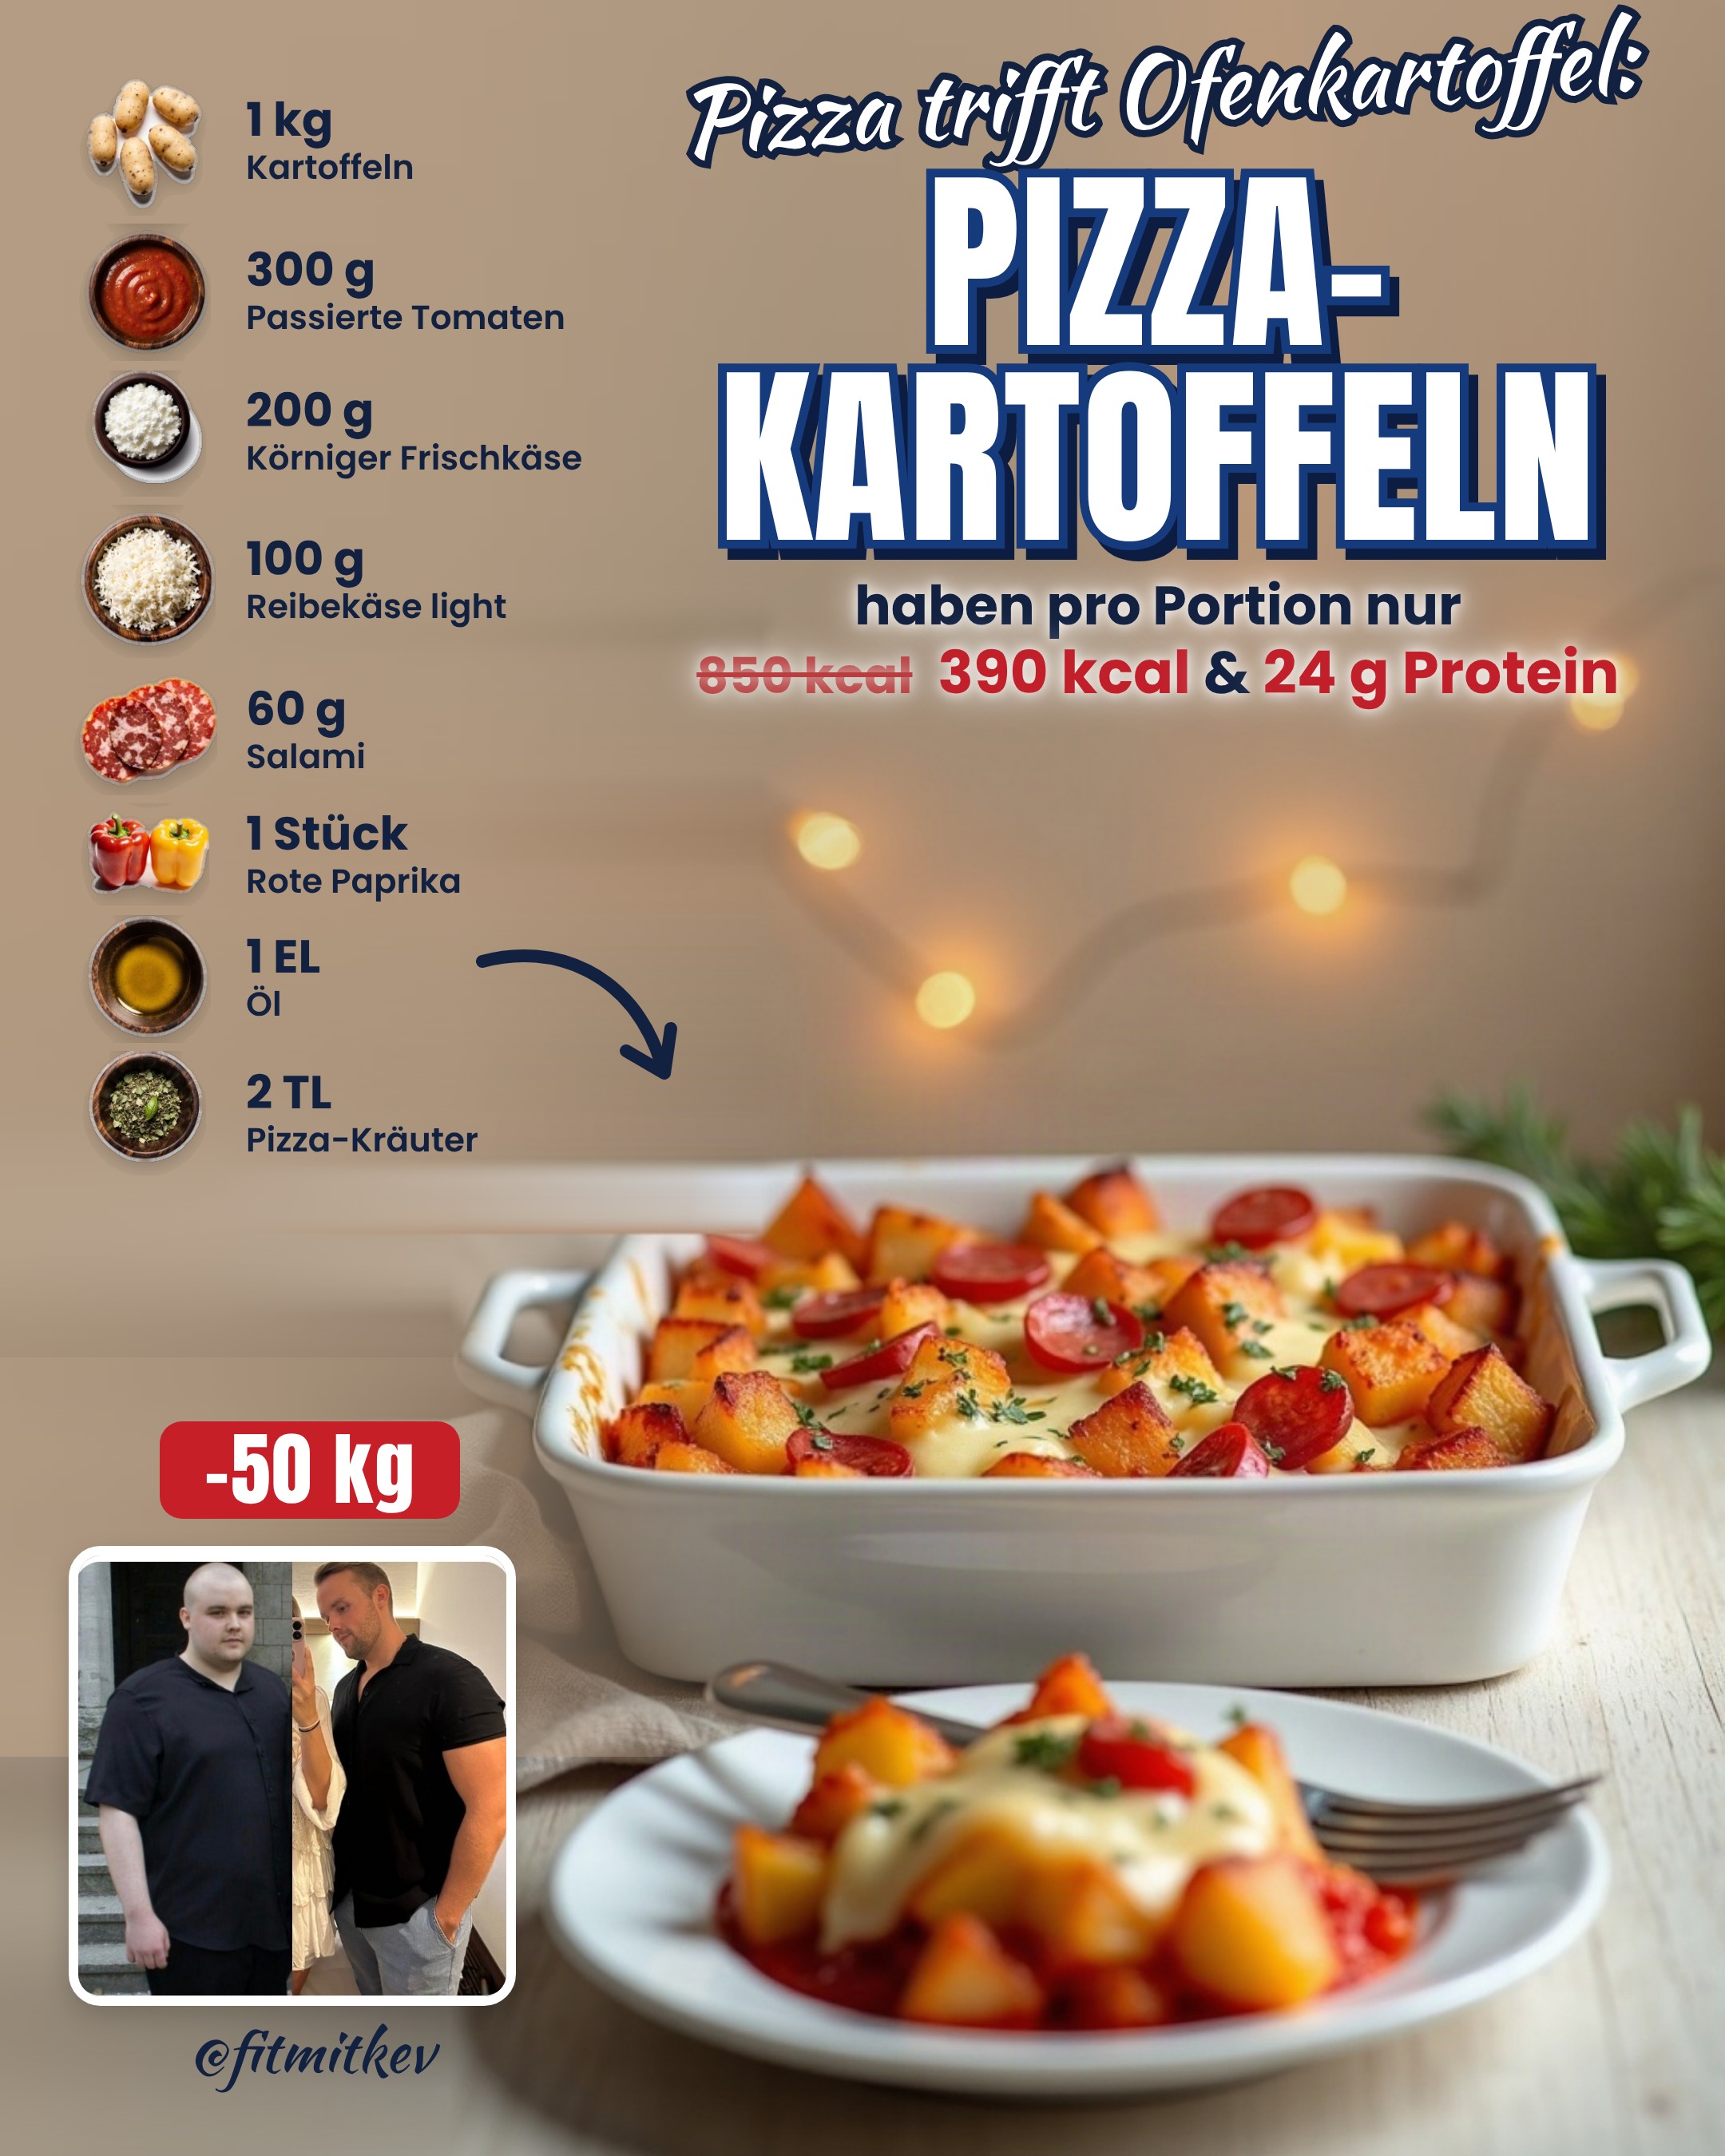 Pizza trifft Ofenkartoffel:
PIZZA-
KARTOFFELN
haben pro Portion nur
850 kcal 390 kcal & 24 g Protein
1 kg
Kartoffeln
300 g
Passierte Tomaten
200 g
Körniger Frischkäse
100 g
Reibekäse light
60 g
Salami
1 Stück
Rote Paprika
1 EL
Öl
2 TL
Pizza-Kräuter
-50 kg
@fitmitkev